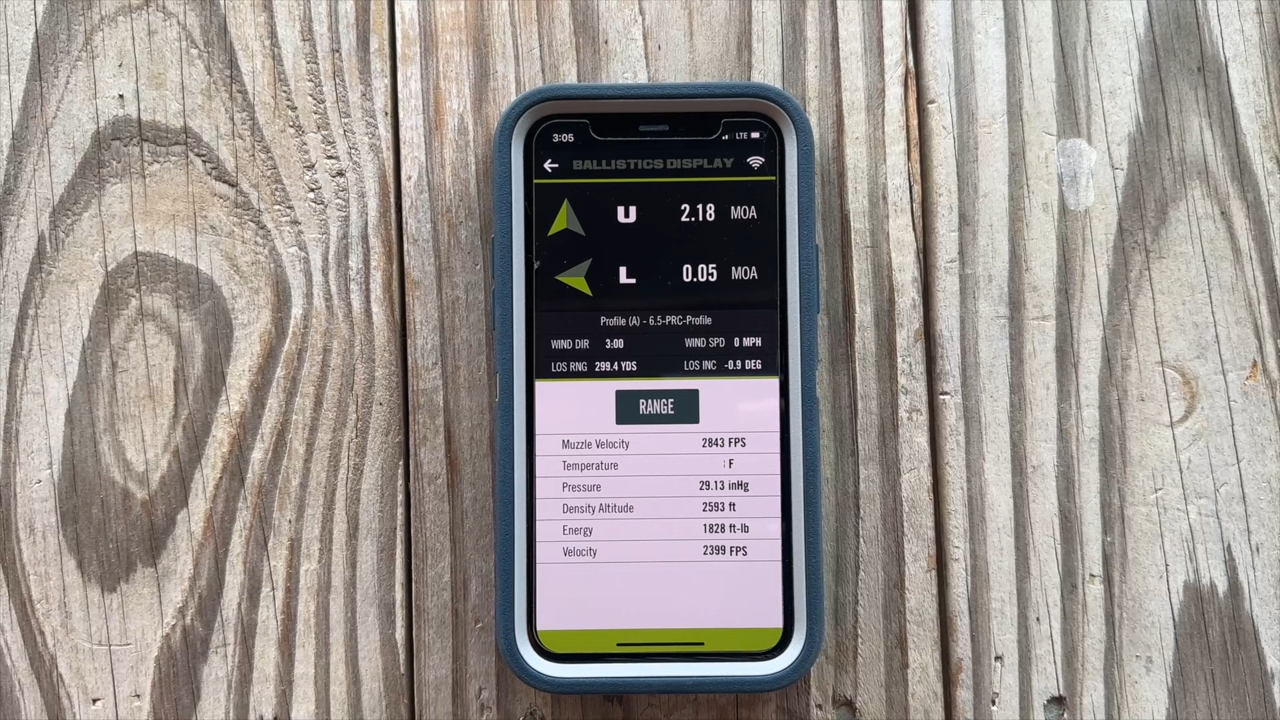 3:05 LTE
BALLISTICS DISPLAY
U 2.18 MOA
L 0.05 MOA
Profile (A) - 6.5-PRC-Profile
WIND DIR 3:00 WIND SPD 0 MPH
LOS RNG 299.4 YDS LOS INC -0.9 DEG
RANGE
Muzzle Velocity 2843 FPS
Temperature F
Pressure 29.13 inHg
Density Altitude 2593 ft
Energy 1828 ft-lb
Velocity 2399 FPS